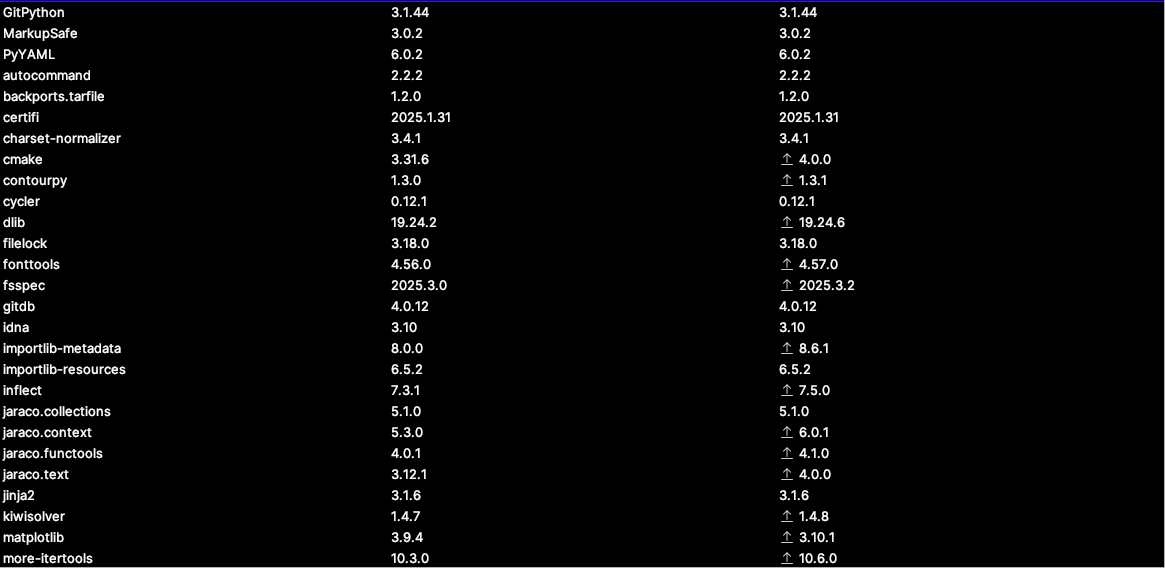 GitPython 3.1.44 3.1.44
MarkupSafe 3.0.2 3.0.2
PyYAML 6.0.2 6.0.2
autocommand 2.2.2 2.2.2
backports.tarfile 1.2.0 1.2.0
certifi 2025.1.31 2025.1.31
charset-normalizer 3.4.1 3.4.1
cmake 3.31.6 ↑ 4.0.0
contourpy 1.3.0 ↑ 1.3.1
cycler 0.12.1 0.12.1
dlib 19.24.2 ↑ 19.24.6
filelock 3.18.0 3.18.0
fonttools 4.56.0 ↑ 4.57.0
fsspec 2025.3.0 ↑ 2025.3.2
gitdb 4.0.12 4.0.12
idna 3.10 3.10
importlib-metadata 8.0.0 ↑ 8.6.1
importlib-resources 6.5.2 6.5.2
inflect 7.3.1 ↑ 7.5.0
jaraco.collections 5.1.0 5.1.0
jaraco.context 5.3.0 ↑ 6.0.1
jaraco.functools 4.0.1 ↑ 4.1.0
jaraco.text 3.12.1 ↑ 4.0.0
jinja2 3.1.6 3.1.6
kiwisolver 1.4.7 ↑ 1.4.8
matplotlib 3.9.4 ↑ 3.10.1
more-itertools 10.3.0 ↑ 10.6.0